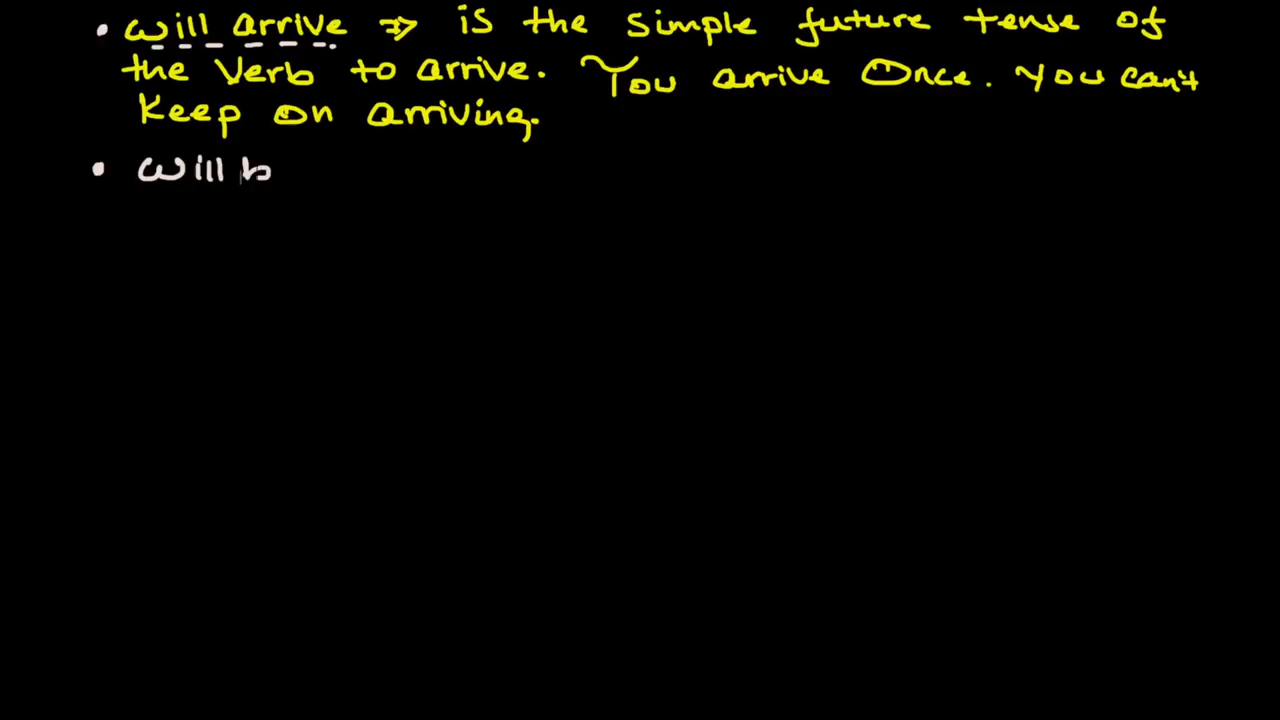 • will arrive ⇒ is the simple future tense of
the Verb to arrive. You arrive Once. You can't
Keep on arriving.
• will b